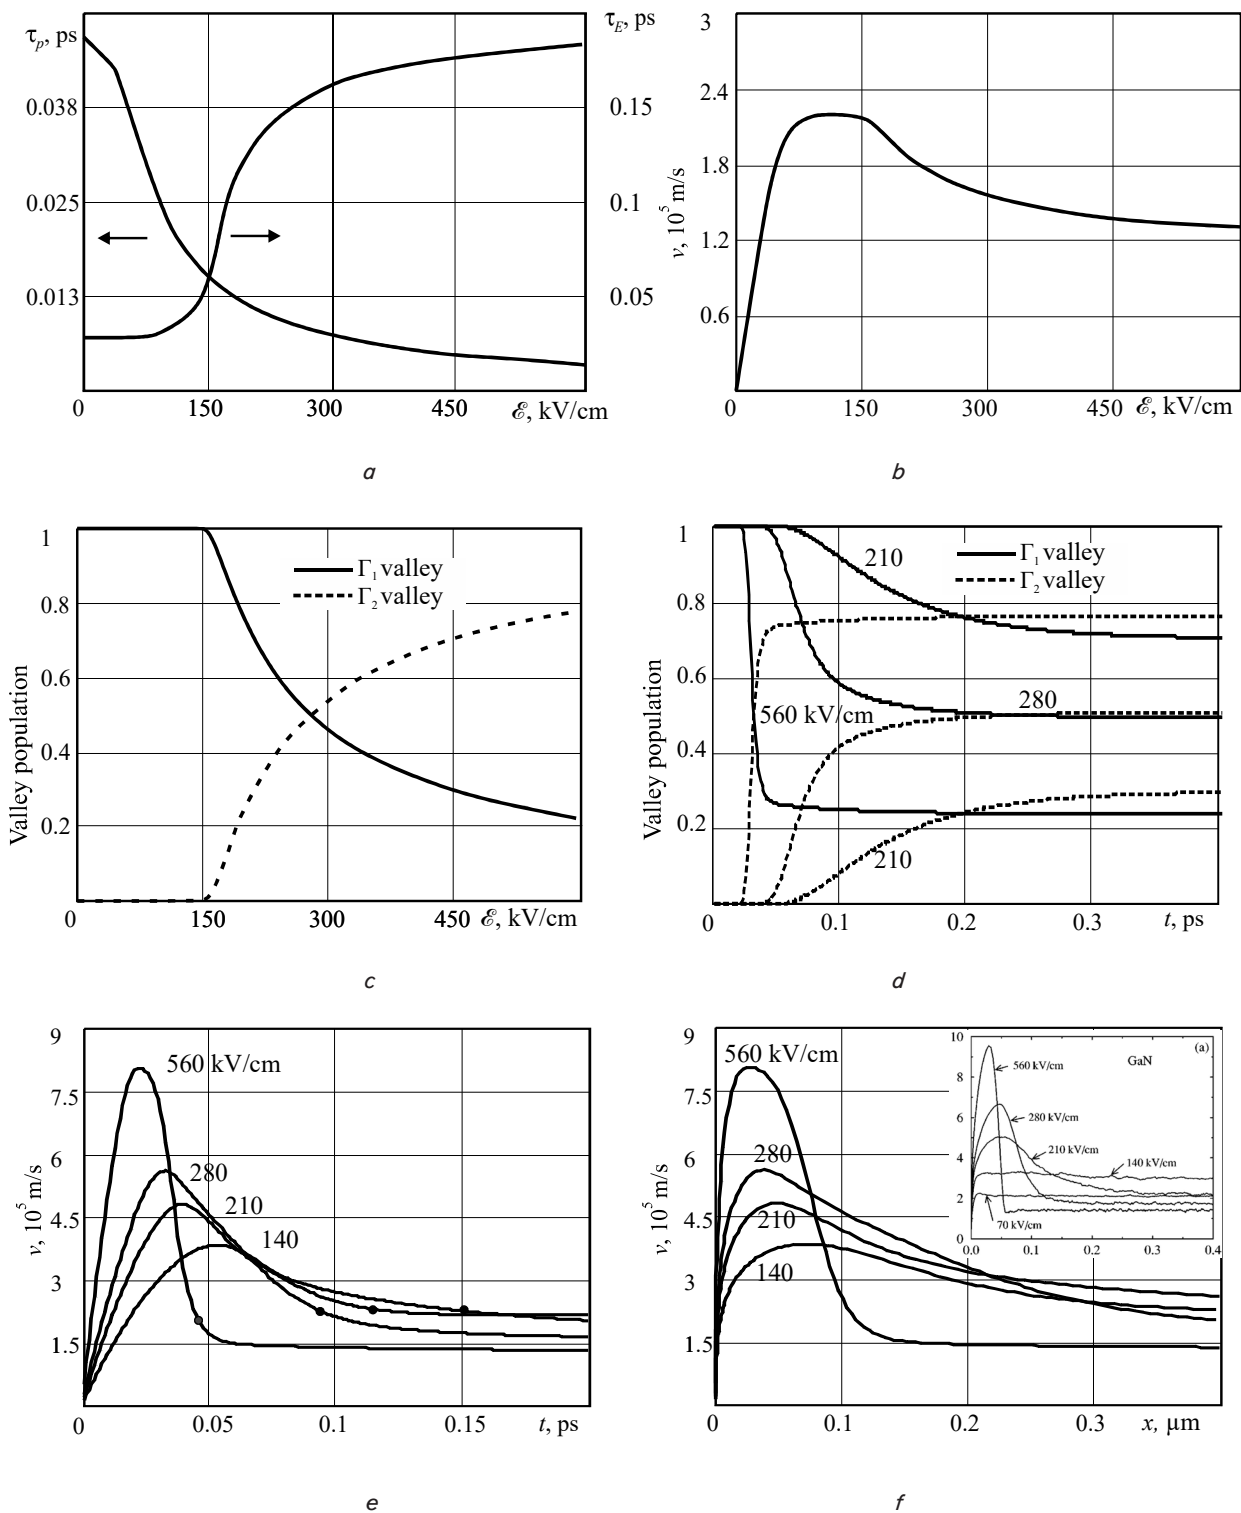 τp, ps
0.038
0.025
0.013
0 150 300 450 ℰ, kV/cm
τE, ps
0.15
0.1
0.05
a
3
2.4
1.8
1.2
0.6
v, 10⁵ m/s
0 150 300 450 ℰ, kV/cm
b
1
0.8
0.6
0.4
0.2
Valley population
Γ₁ valley
Γ₂ valley
0 150 300 450 ℰ, kV/cm
c
1
0.8
0.6
0.4
0.2
Valley population
210
Γ₁ valley
Γ₂ valley
560 kV/cm
280
210
0 0.1 0.2 0.3 t, ps
d
9
7.5
6
4.5
3
1.5
v, 10⁵ m/s
560 kV/cm
280
210
140
0 0.05 0.1 0.15 t, ps
e
9
7.5
6
4.5
3
1.5
v, 10⁵ m/s
560 kV/cm
280
210
140
0 0.1 0.2 0.3 x, μm
10
8
6
4
2
0
GaN
(a)
560 kV/cm
280 kV/cm
210 kV/cm
140 kV/cm
70 kV/cm
0.0 0.1 0.2 0.3 0.4
f